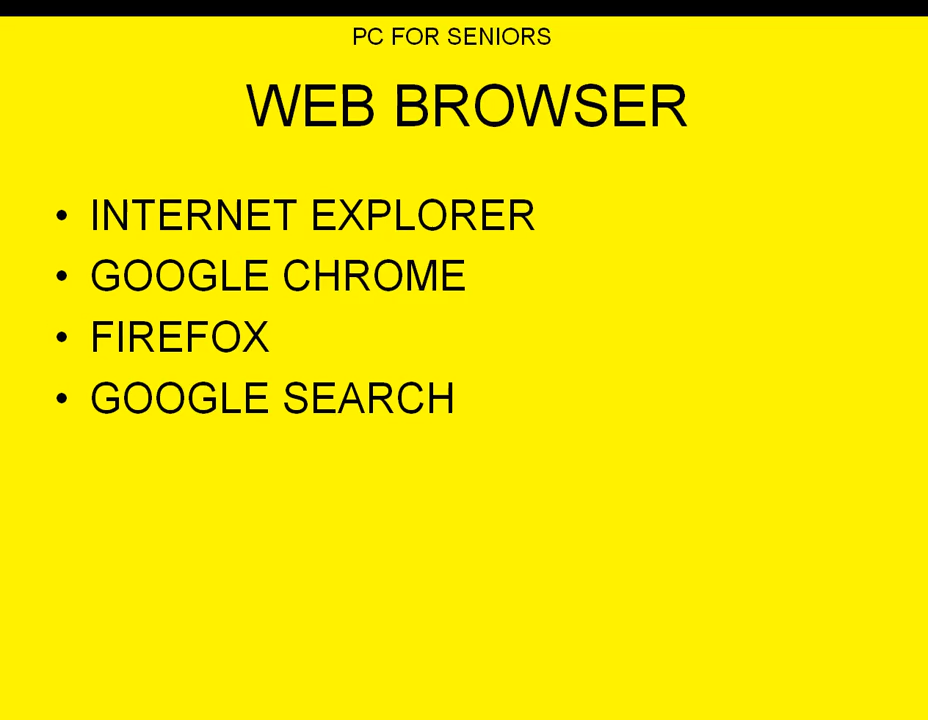 PC FOR SENIORS
WEB BROWSER
• INTERNET EXPLORER
• GOOGLE CHROME
• FIREFOX
• GOOGLE SEARCH